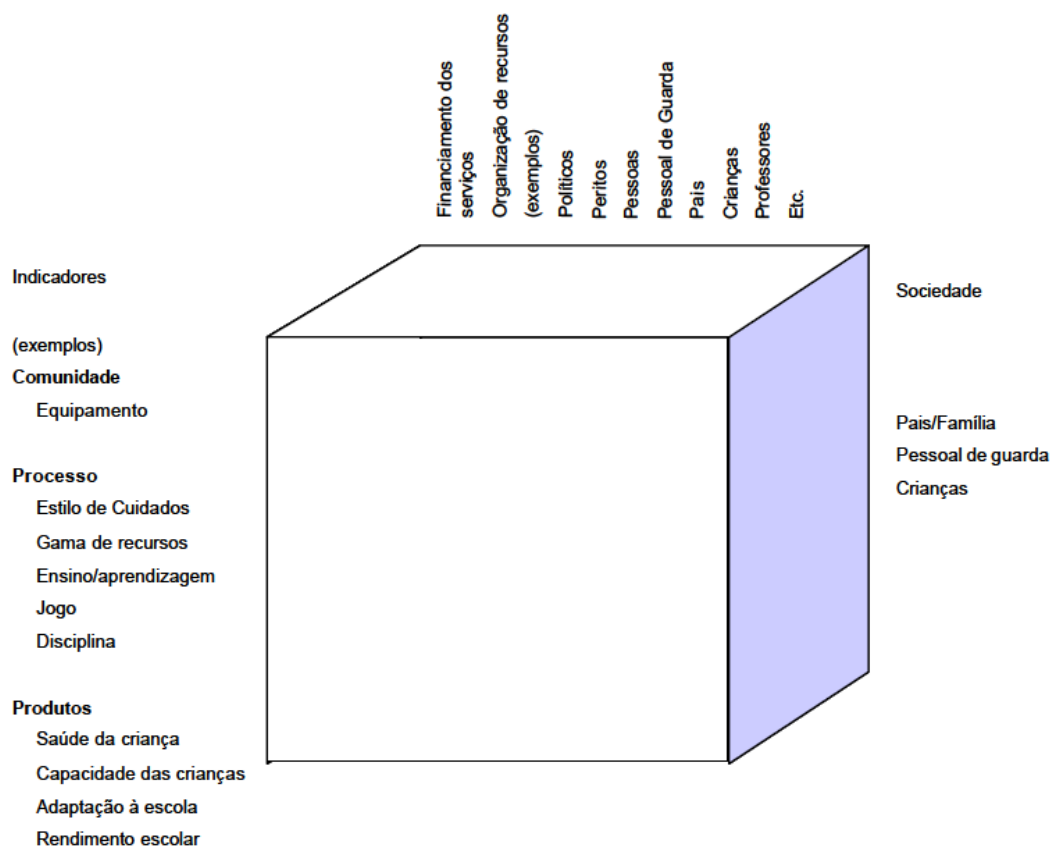 Financiamento dos
serviços
Organização de recursos
(exemplos)
Políticos
Peritos
Pessoas
Pessoal de Guarda
Pais
Crianças
Professores
Etc.
Indicadores
(exemplos)
Comunidade
Equipamento
Processo
Estilo de Cuidados
Gama de recursos
Ensino/aprendizagem
Jogo
Disciplina
Produtos
Saúde da criança
Capacidade das crianças
Adaptação à escola
Rendimento escolar
Sociedade
Pais/Família
Pessoal de guarda
Crianças